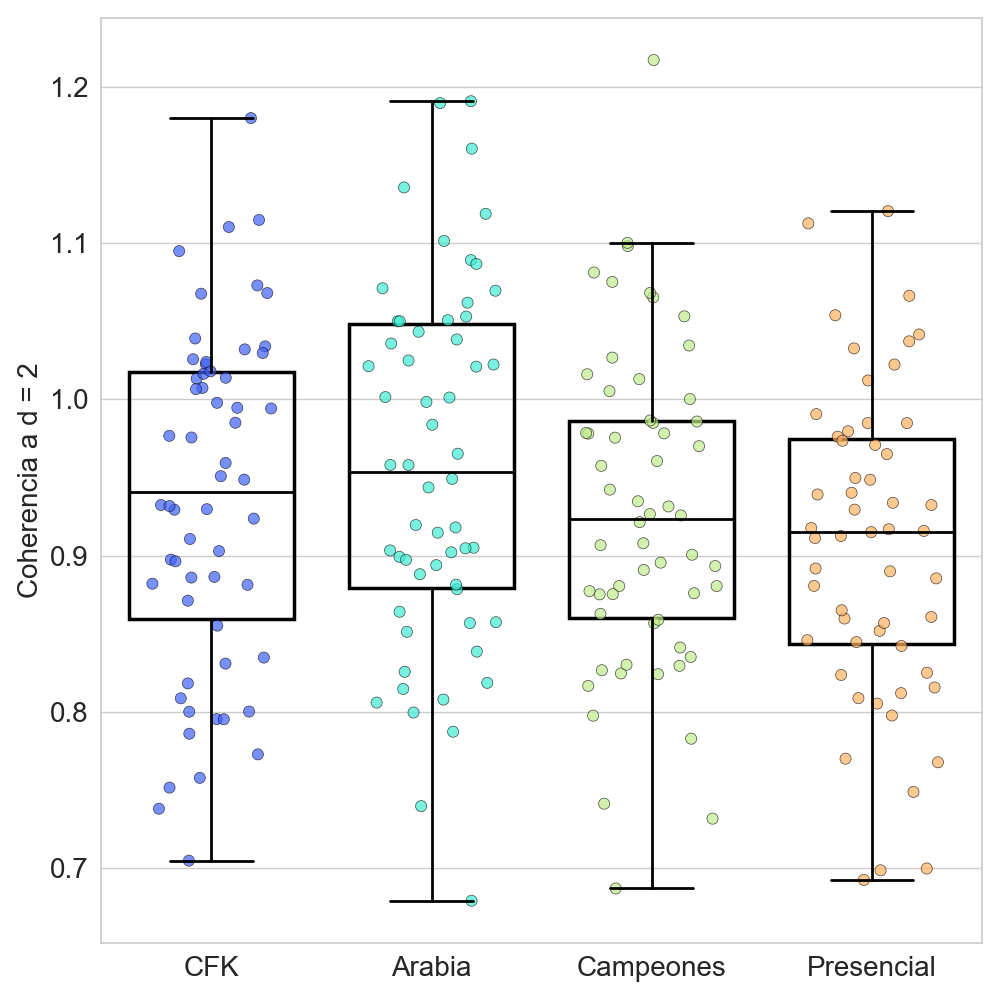 Coherencia a d = 2
1.2
1.1
1.0
0.9
0.8
0.7
CFK
Arabia
Campeones
Presencial